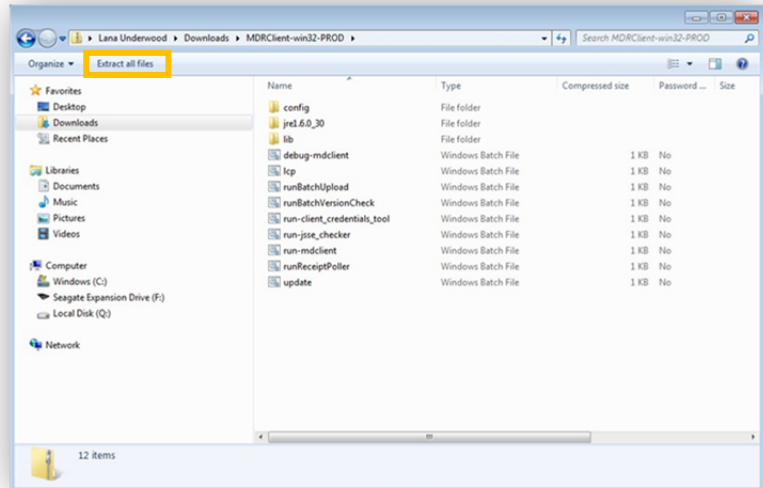 Lana Underwood Downloads MDRClient-win32-PROD
Search MDRClient-win32-PROD
Organize Extract all files
Favorites
Desktop
Downloads
Recent Places
Libraries
Documents
Music
Pictures
Videos
Computer
Windows (C:)
Seagate Expansion Drive (F:)
Local Disk (Q:)
Network
Name Type Compressed size Password ... Size
config File folder
jre1.6.0_30 File folder
lib File folder
debug-mdclient Windows Batch File 1 KB No
lcp Windows Batch File 1 KB No
runBatchUpload Windows Batch File 1 KB No
runBatchVersionCheck Windows Batch File 1 KB No
run-client_credentials_tool Windows Batch File 1 KB No
run-jsse_checker Windows Batch File 1 KB No
run-mdclient Windows Batch File 1 KB No
runReceiptPoller Windows Batch File 1 KB No
update Windows Batch File 1 KB No
12 items